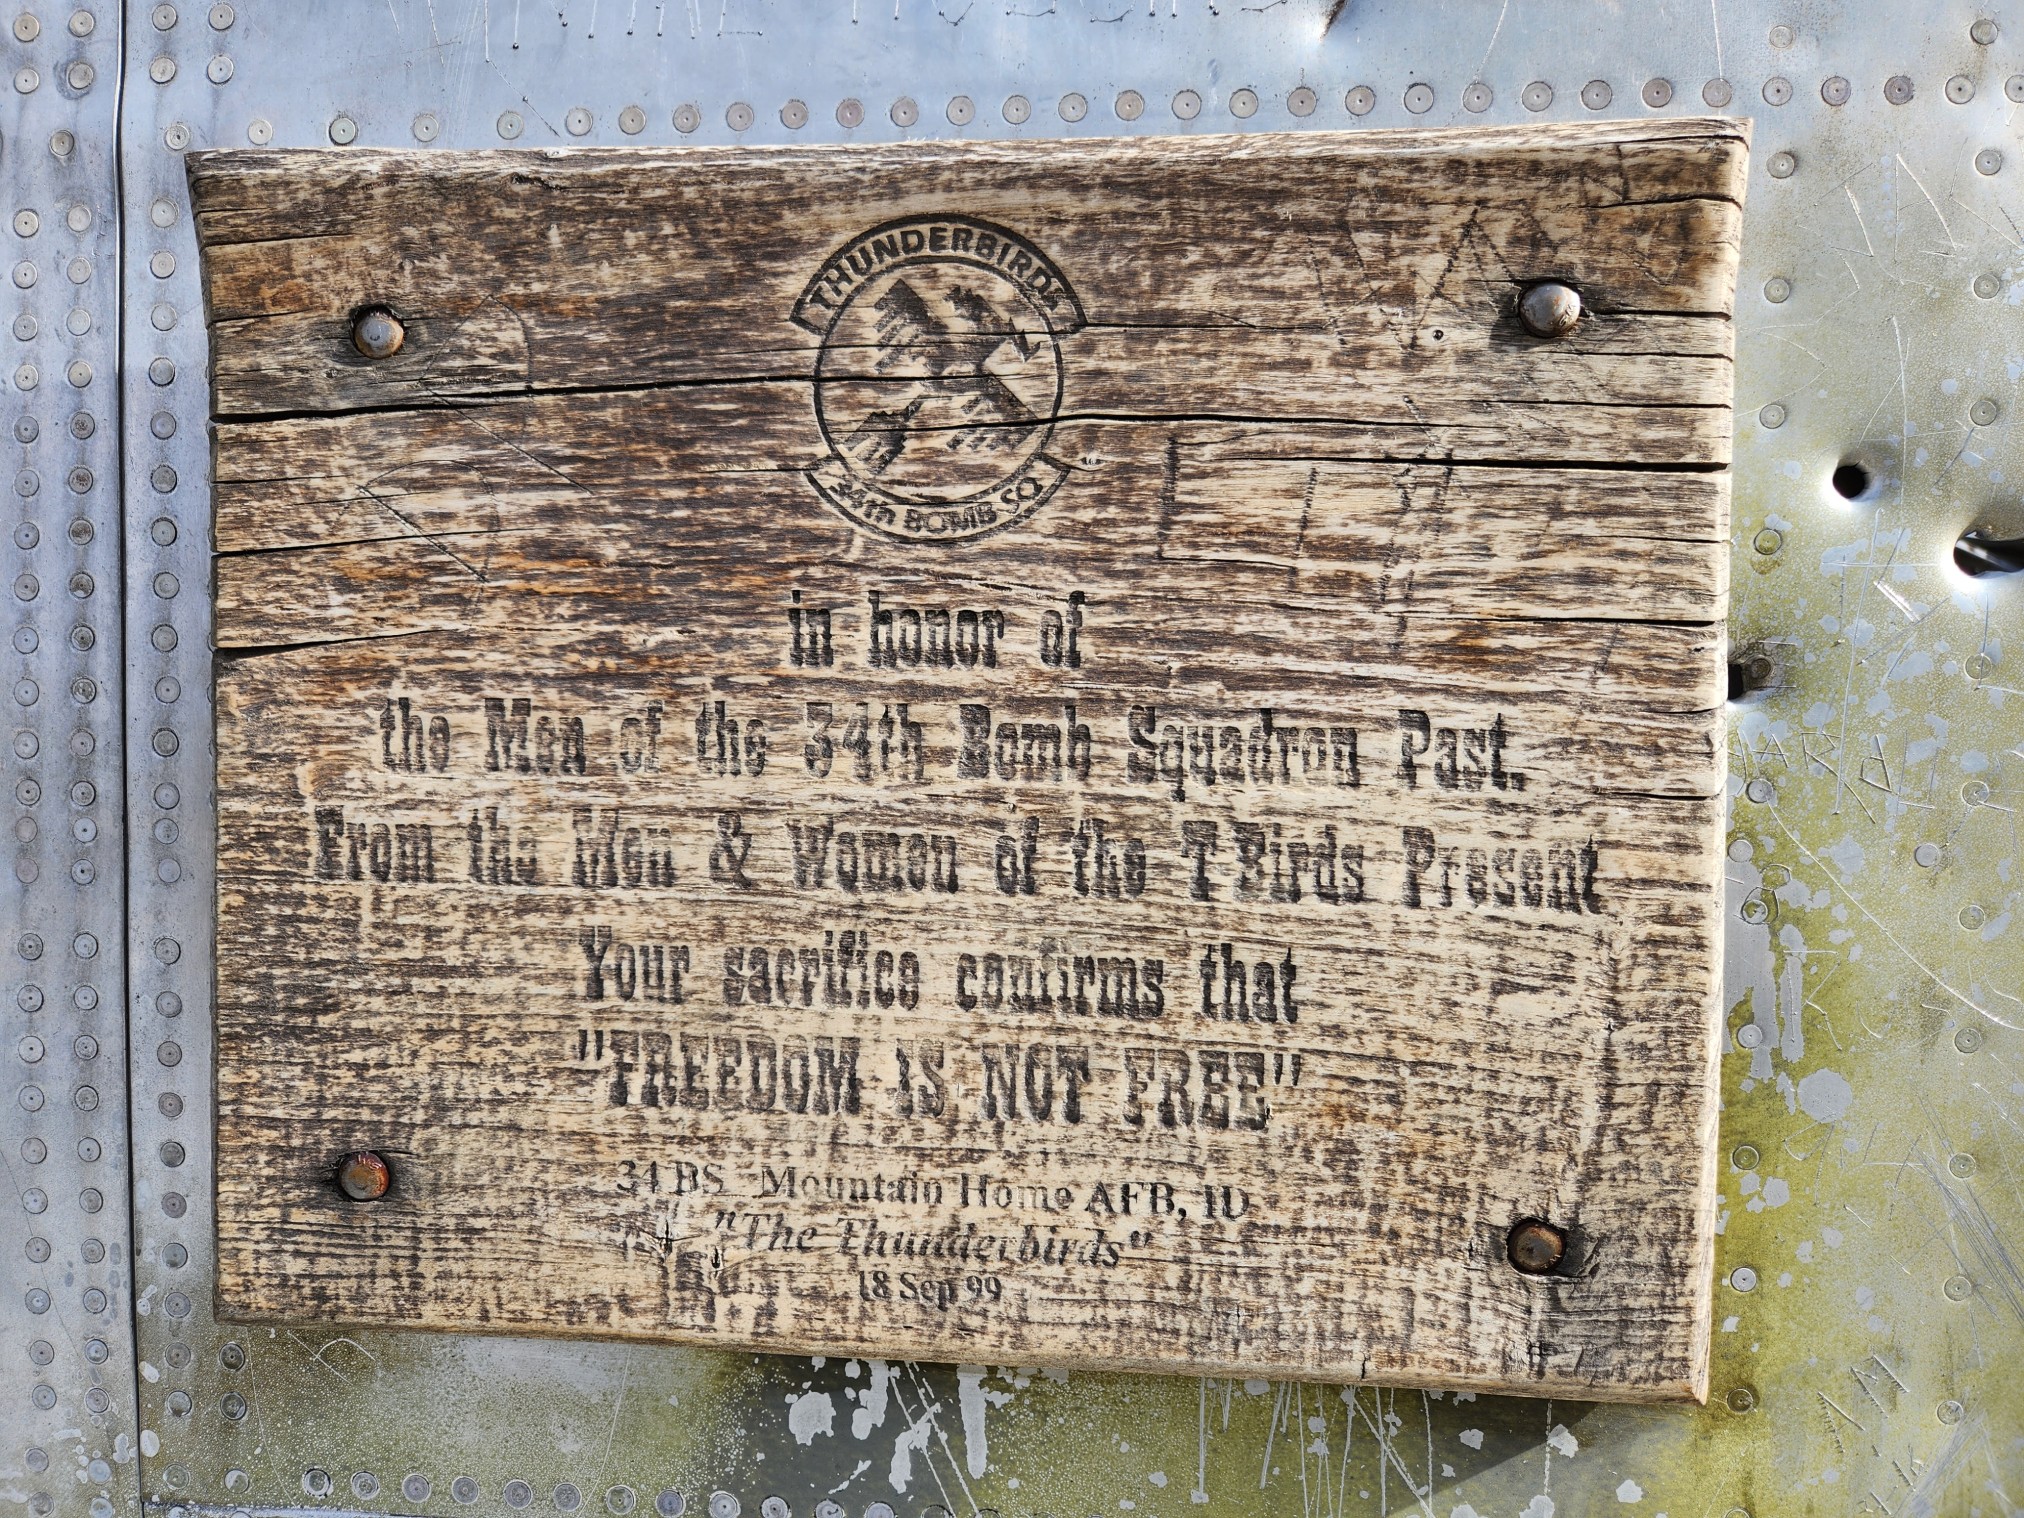 THUNDERBIRDS
34th BOMB SQ
in honor of
the Men of the 34th Bomb Squadron Past.
From the Men & Women of the T-Birds Present
Your sacrifice confirms that
"FREEDOM IS NOT FREE"
34 BS Mountain Home AFB, ID
"The Thunderbirds"
18 Sep 99